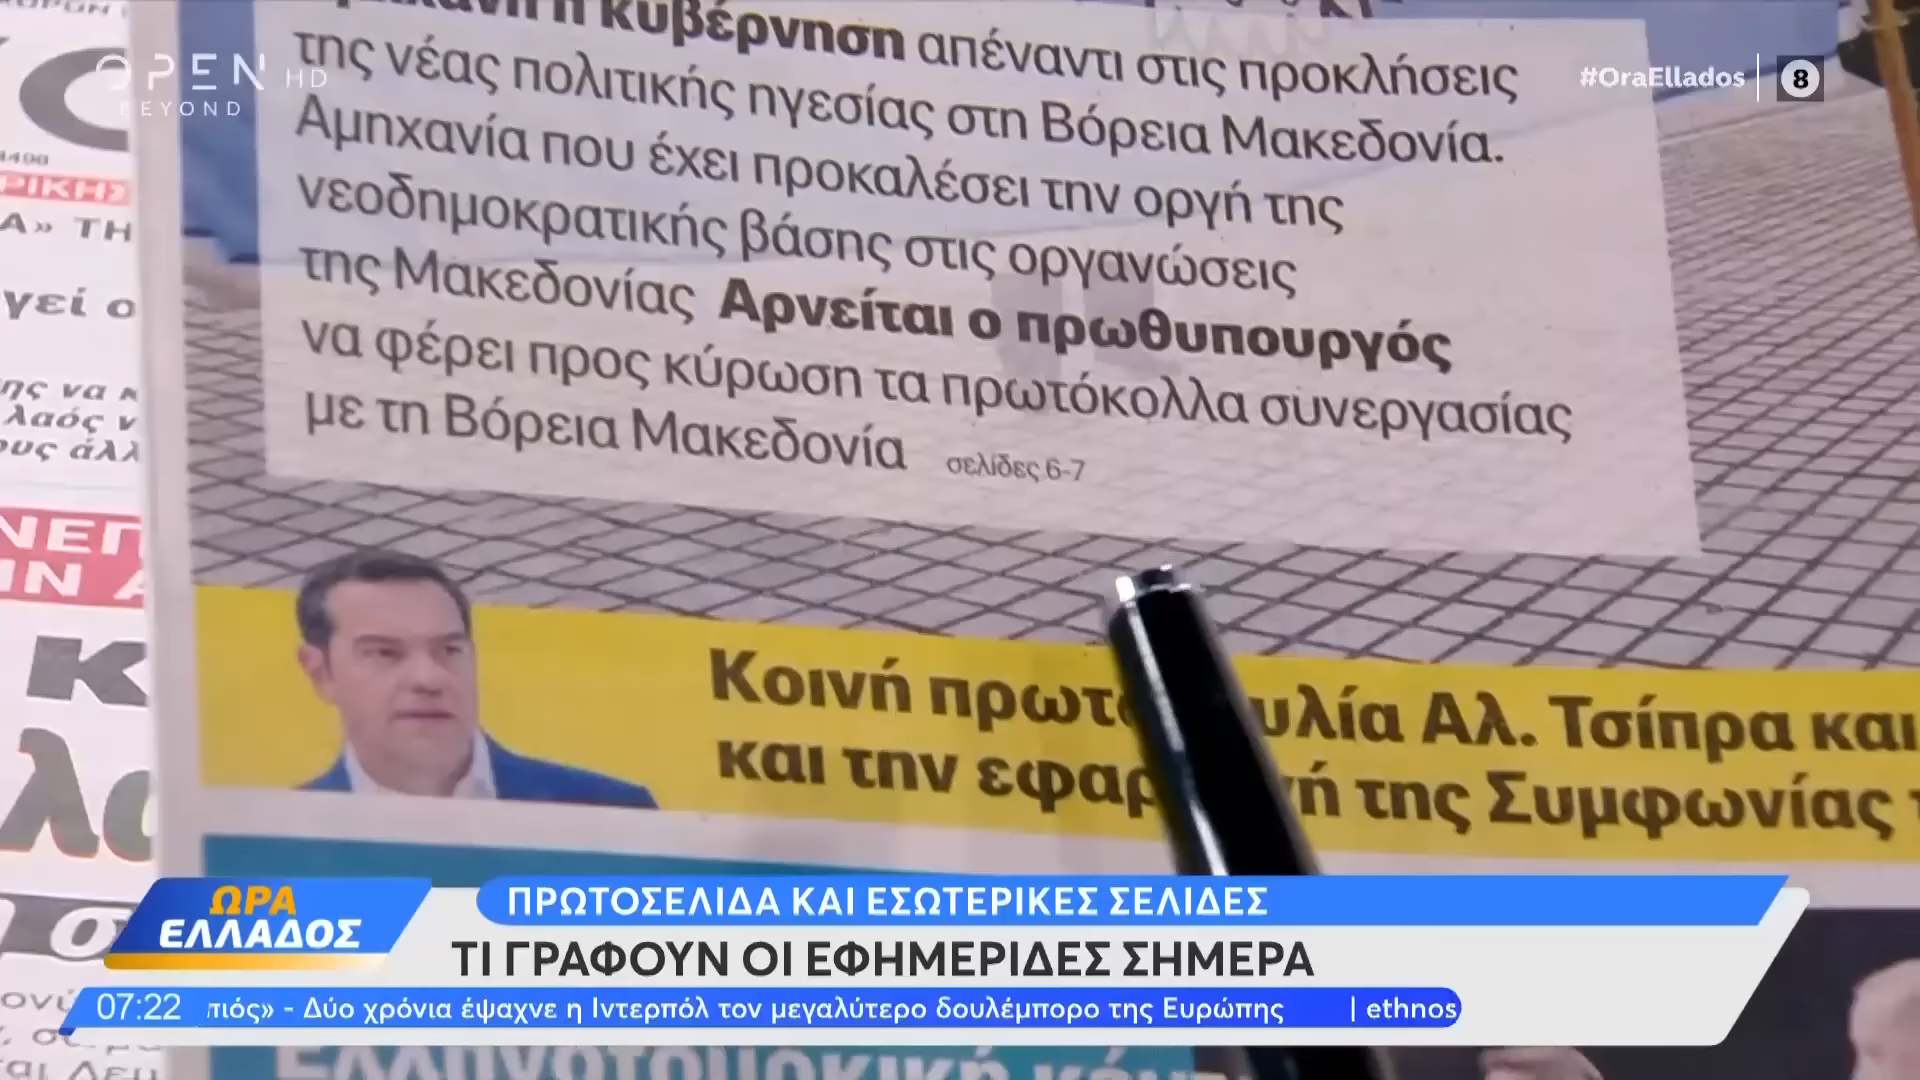 OPEN HD
BEYOND
#OraEllados
8
κυβέρνηση απέναντι στις προκλήσεις
της νέας πολιτικής ηγεσίας στη Βόρεια Μακεδονία.
Αμηχανία που έχει προκαλέσει την οργή της
νεοδημοκρατικής βάσης στις οργανώσεις
της Μακεδονίας Αρνείται ο πρωθυπουργός
να φέρει προς κύρωση τα πρωτόκολλα συνεργασίας
με τη Βόρεια Μακεδονία σελίδες 6-7
Κοινή Αλ. Τσίπρα και
και την της Συμφωνίας
ΩΡΑ
ΕΛΛΑΔΟΣ
ΠΡΩΤΟΣΕΛΙΔΑ ΚΑΙ ΕΣΩΤΕΡΙΚΕΣ ΣΕΛΙΔΕΣ
ΤΙ ΓΡΑΦΟΥΝ ΟΙ ΕΦΗΜΕΡΙΔΕΣ ΣΗΜΕΡΑ
07:22 πιός» - Δύο χρόνια έψαχνε η Ιντερπόλ τον μεγαλύτερο δουλέμπορο της Ευρώπης | ethnos